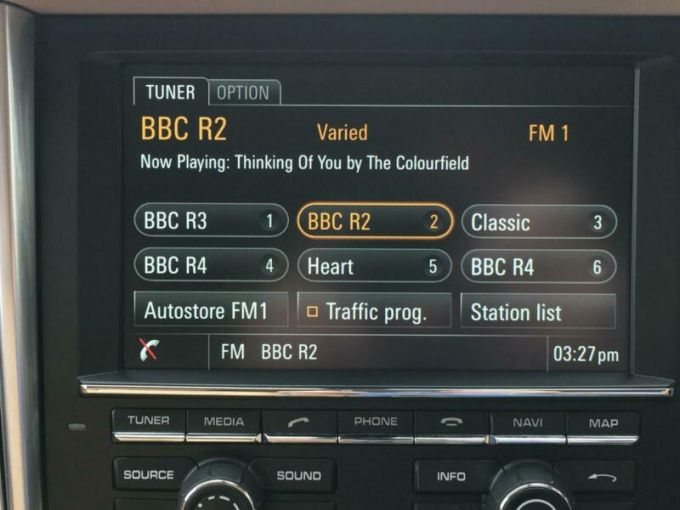 TUNER OPTION
BBC R2 Varied FM 1
Now Playing: Thinking Of You by The Colourfield
BBC R3 1 BBC R2 2 Classic 3
BBC R4 4 Heart 5 BBC R4 6
Autostore FM1 Traffic prog. Station list
FM BBC R2 03:27pm
TUNER MEDIA PHONE NAVI MAP
SOURCE SOUND INFO